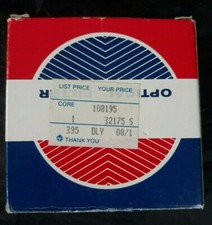 LIST PRICE YOUR PRICE
CORE 108195
1 32175 S
395 DLY 08/1
THANK YOU
OPT
R